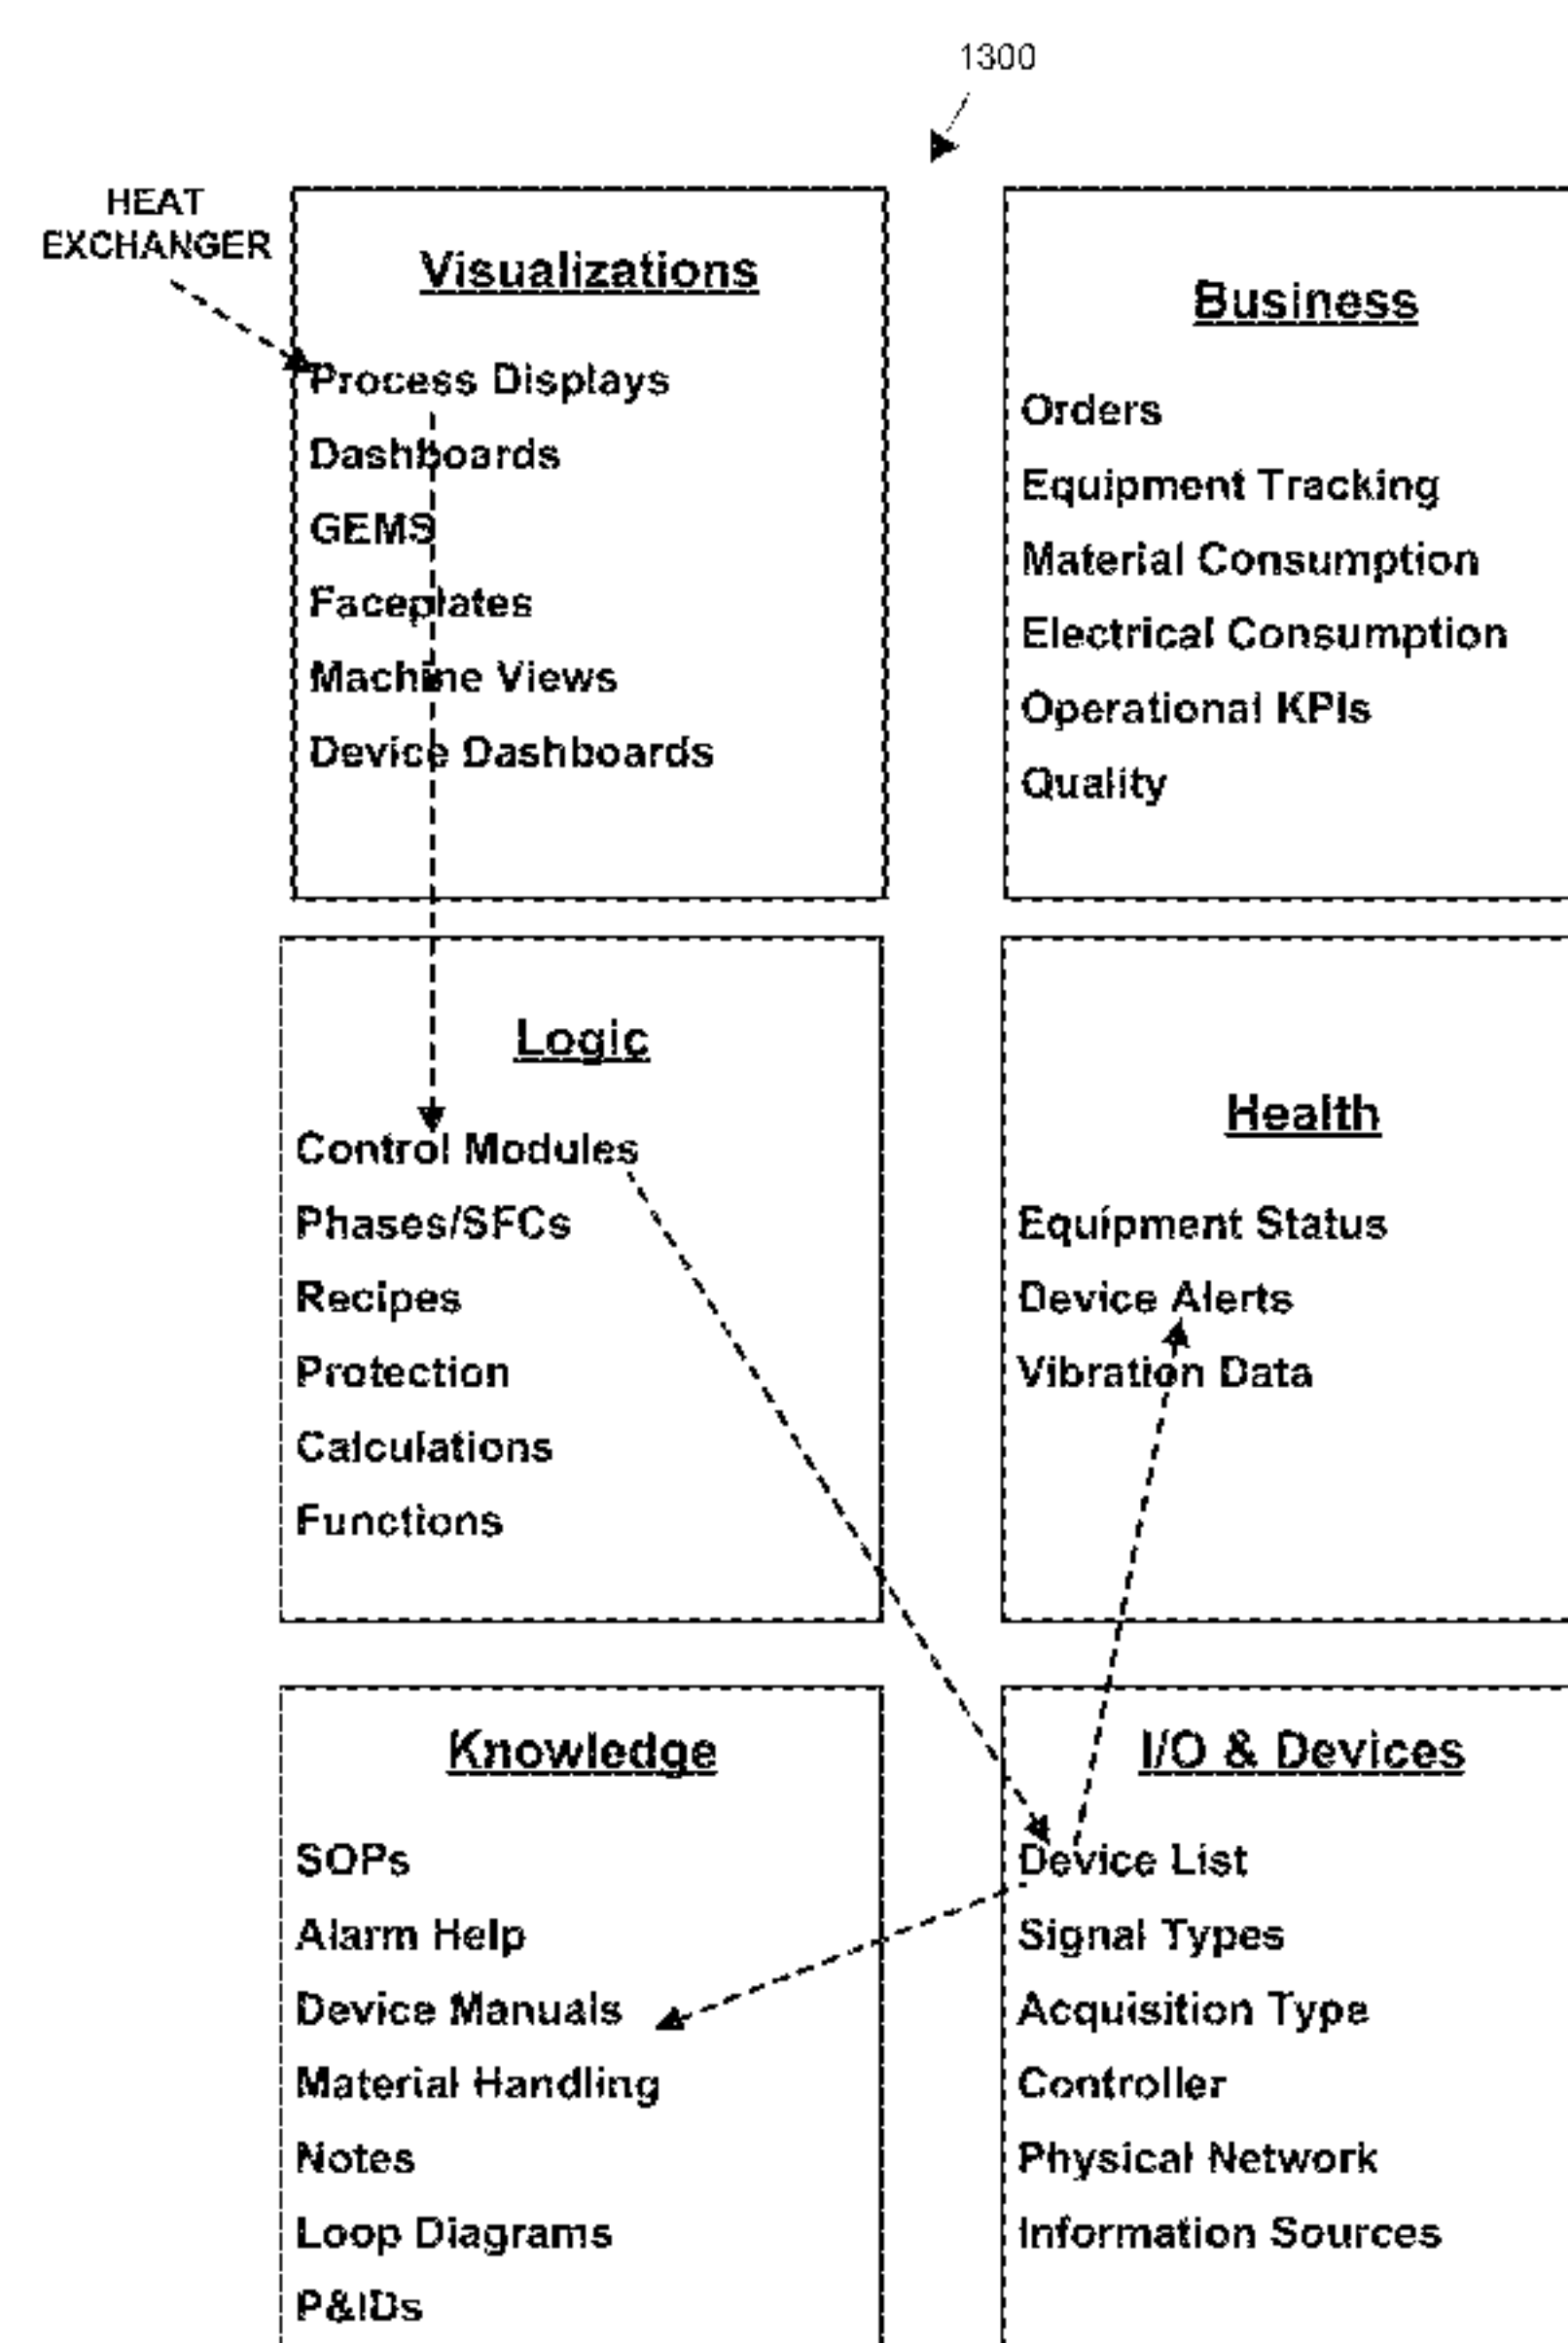 1300
HEAT
EXCHANGER
Visualizations
Process Displays
Dashboards
GEMS
Faceplates
Machine Views
Device Dashboards
Business
Orders
Equipment Tracking
Material Consumption
Electrical Consumption
Operational KPIs
Quality
Logic
Control Modules
Phases/SFCs
Recipes
Protection
Calculations
Functions
Health
Equipment Status
Device Alerts
Vibration Data
Knowledge
SOPs
Alarm Help
Device Manuals
Material Handling
Notes
Loop Diagrams
P&IDs
I/O & Devices
Device List
Signal Types
Acquisition Type
Controller
Physical Network
Information Sources